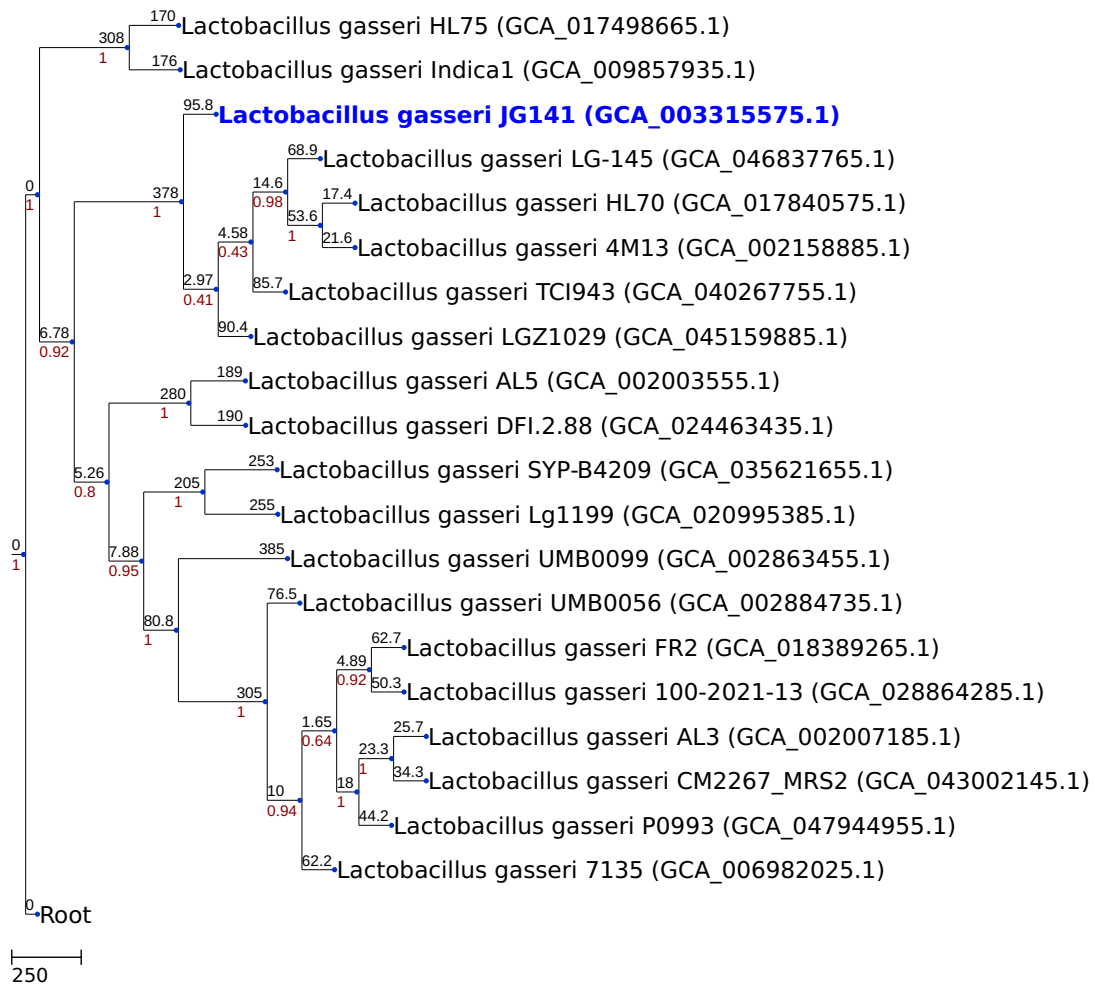 170 Lactobacillus gasseri HL75 (GCA_017498665.1)
308
1
176 Lactobacillus gasseri Indica1 (GCA_009857935.1)
95.8 Lactobacillus gasseri JG141 (GCA_003315575.1)
68.9 Lactobacillus gasseri LG-145 (GCA_046837765.1)
14.6
0.98
0
1
378
1
17.4 Lactobacillus gasseri HL70 (GCA_017840575.1)
53.6
1
21.6 Lactobacillus gasseri 4M13 (GCA_002158885.1)
4.58
0.43
2.97
0.41
85.7 Lactobacillus gasseri TCI943 (GCA_040267755.1)
90.4 Lactobacillus gasseri LGZ1029 (GCA_045159885.1)
6.78
0.92
189 Lactobacillus gasseri AL5 (GCA_002003555.1)
280
1
190 Lactobacillus gasseri DFI.2.88 (GCA_024463435.1)
253 Lactobacillus gasseri SYP-B4209 (GCA_035621655.1)
5.26
0.8
205
1
255 Lactobacillus gasseri Lg1199 (GCA_020995385.1)
0
1
7.88
0.95
385 Lactobacillus gasseri UMB0099 (GCA_002863455.1)
76.5 Lactobacillus gasseri UMB0056 (GCA_002884735.1)
80.8
1
62.7 Lactobacillus gasseri FR2 (GCA_018389265.1)
4.89
0.92
50.3 Lactobacillus gasseri 100-2021-13 (GCA_028864285.1)
305
1
1.65
0.64
25.7 Lactobacillus gasseri AL3 (GCA_002007185.1)
23.3
1
34.3 Lactobacillus gasseri CM2267_MRS2 (GCA_043002145.1)
18
1
10
0.94
44.2 Lactobacillus gasseri P0993 (GCA_047944955.1)
62.2 Lactobacillus gasseri 7135 (GCA_006982025.1)
0 Root
250